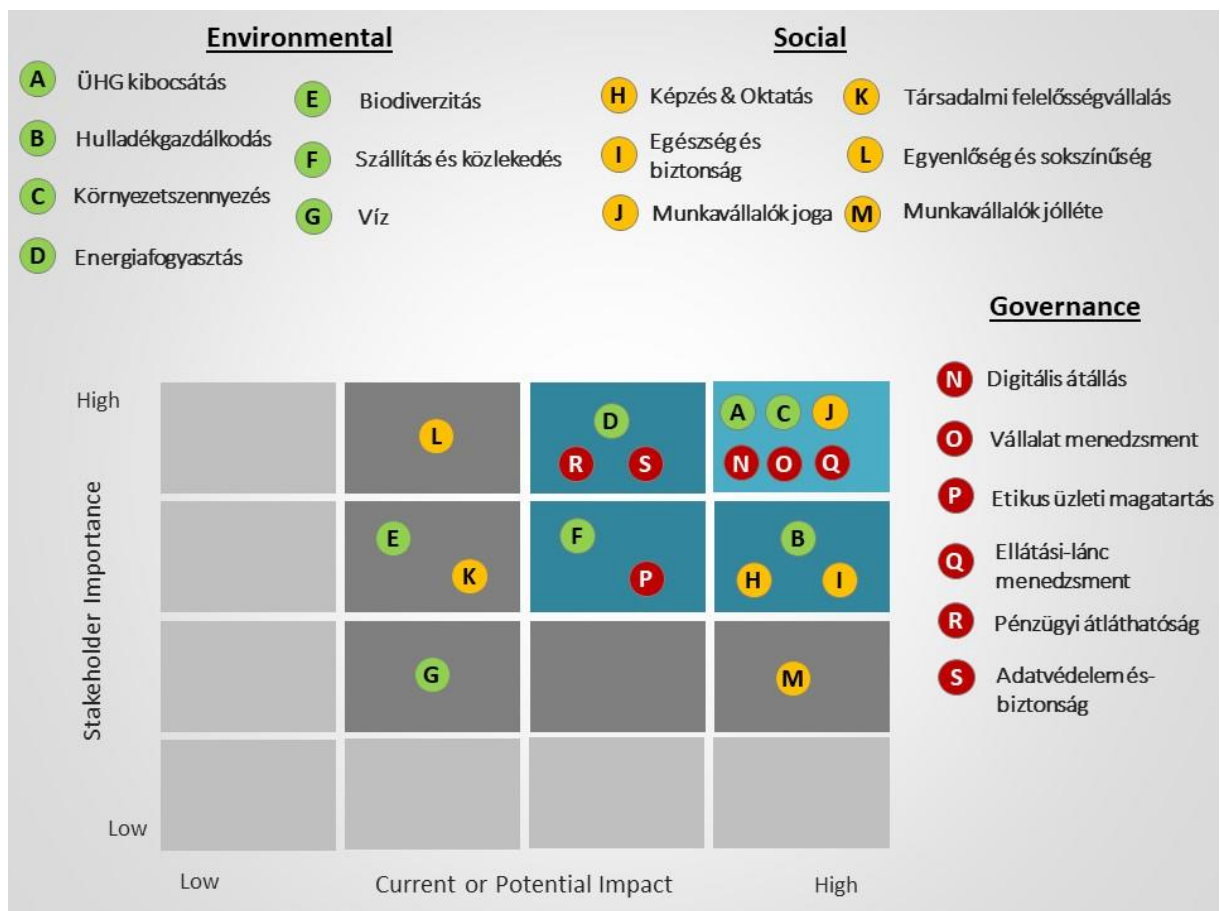 Environmental
A ÜHG kibocsátás
B Hulladékgazdálkodás
C Környezetszennyezés
D Energiafogyasztás
E Biodiverzitás
F Szállítás és közlekedés
G Víz
Social
H Képzés & Oktatás
I Egészség és
biztonság
J Munkavállalók joga
K Társadalmi felelősségvállalás
L Egyenlőség és sokszínűség
M Munkavállalók jólléte
Governance
N Digitális átállás
O Vállalat menedzsment
P Etikus üzleti magatartás
Q Ellátási-lánc
menedzsment
R Pénzügyi átláthatóság
S Adatvédelem és-
biztonság
Stakeholder Importance
High
L
D
R S
A C J
N O Q
E
K
F
P
B
H I
G
M
Low
Low
Current or Potential Impact
High